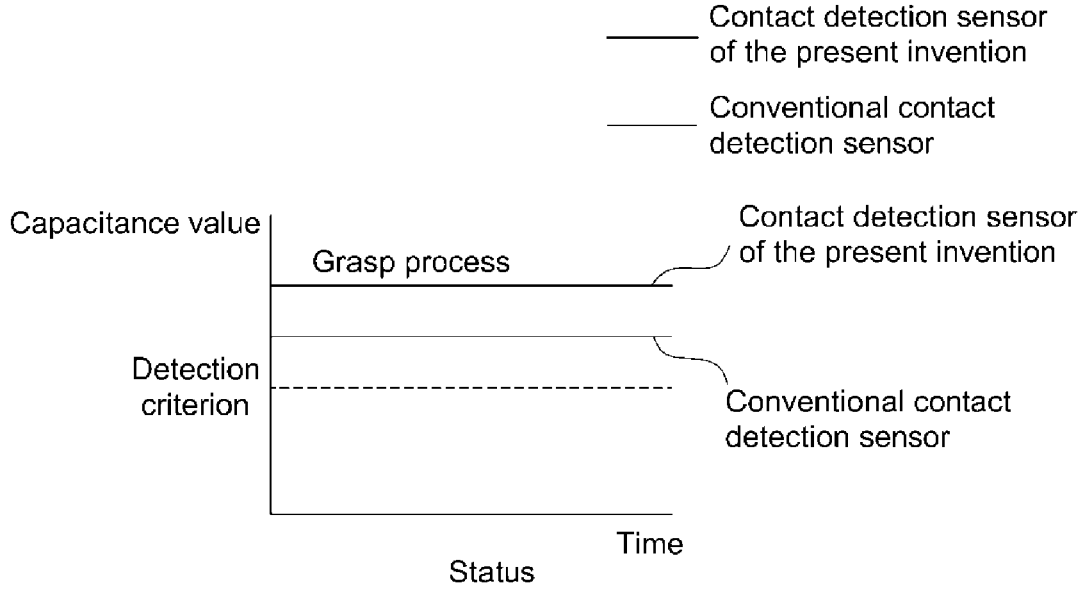 Contact detection sensor
of the present invention
Conventional contact
detection sensor
Capacitance value
Contact detection sensor
of the present invention
Grasp process
Detection
criterion
Conventional contact
detection sensor
Time
Status